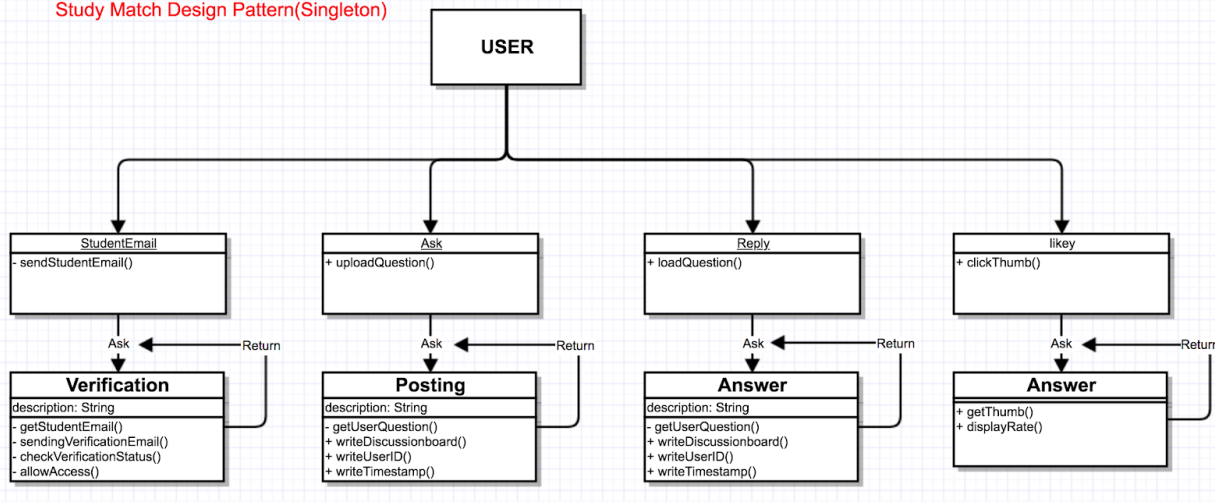 Study Match Design Pattern(Singleton)
USER
StudentEmail
- sendStudentEmail()
Ask
+ uploadQuestion()
Reply
+ loadQuestion()
likey
+ clickThumb()
Ask
Return
Ask
Return
Ask
Return
Ask
Return
Verification
description: String
- getStudentEmail()
- sendingVerificationEmail()
- checkVerificationStatus()
- allowAccess()
Posting
description: String
- getUserQuestion()
+ writeDiscussionboard()
+ writeUserID()
+ writeTimestamp()
Answer
description: String
- getUserQuestion()
+ writeDiscussionboard()
+ writeUserID()
+ writeTimestamp()
Answer
+ getThumb()
+ displayRate()